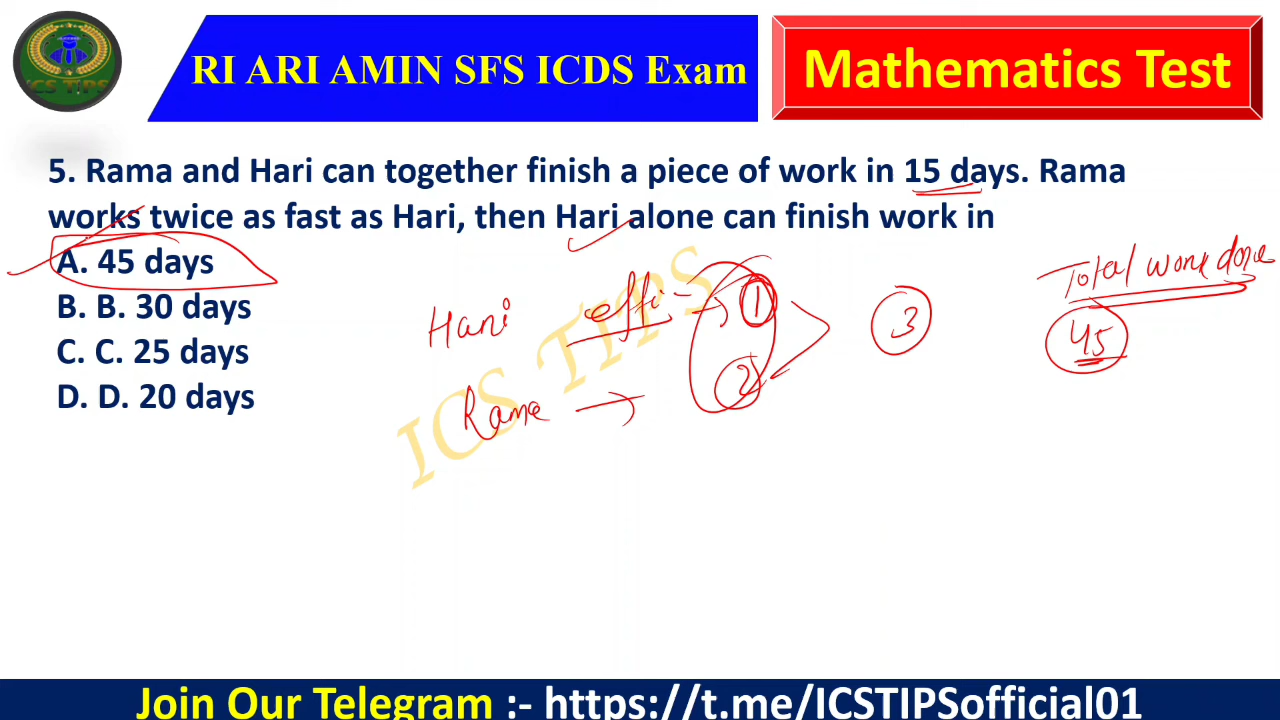 ICS TIPS
RI ARI AMIN SFS ICDS Exam
Mathematics Test
5. Rama and Hari can together finish a piece of work in 15 days. Rama
works twice as fast as Hari, then Hari alone can finish work in
A. 45 days
B. B. 30 days
C. C. 25 days
D. D. 20 days
Total work done
45
Hari effi- 1
3
Rama 2
ICS TIPS
Join Our Telegram :- https://t.me/ICSTIPSofficial01